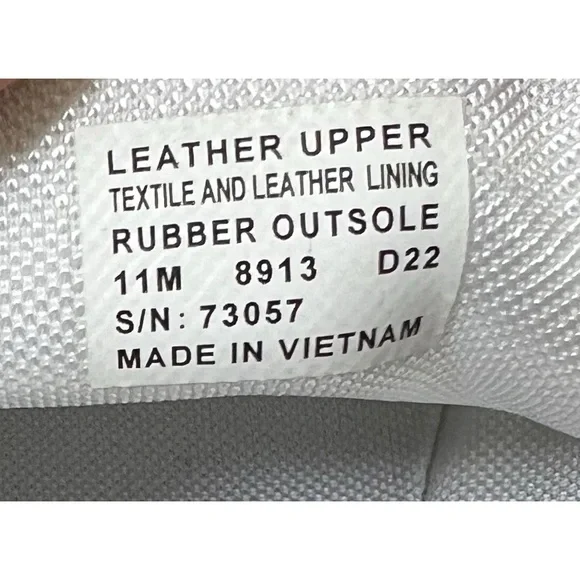 LEATHER UPPER
TEXTILE AND LEATHER LINING
RUBBER OUTSOLE
11M 8913 D22
S/N: 73057
MADE IN VIETNAM